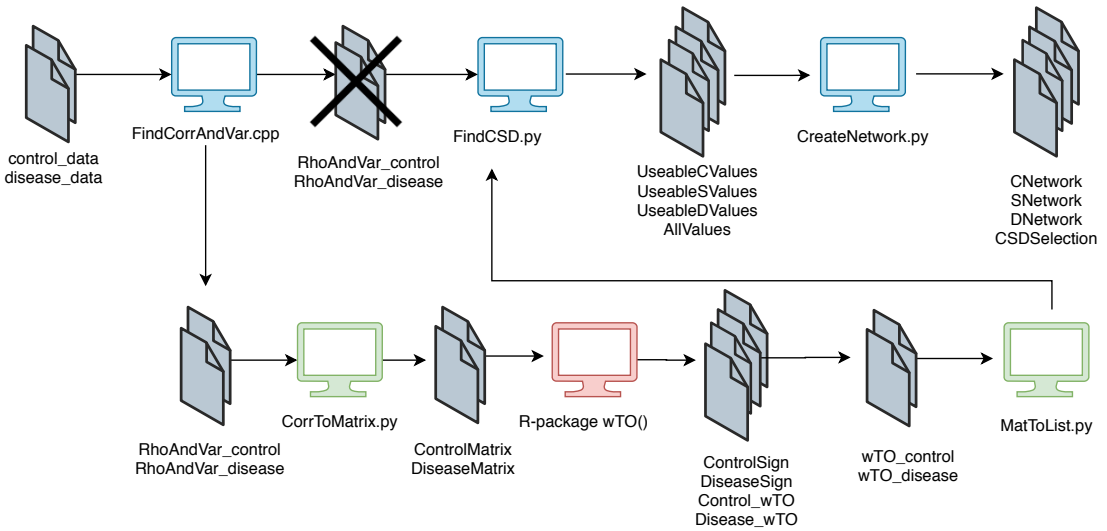 FindCorrAndVar.cpp
control_data
disease_data
RhoAndVar_control
RhoAndVar_disease
FindCSD.py
UseableCValues
UseableSValues
UseableDValues
AllValues
CreateNetwork.py
CNetwork
SNetwork
DNetwork
CSDSelection
RhoAndVar_control
RhoAndVar_disease
CorrToMatrix.py
ControlMatrix
DiseaseMatrix
R-package wTO()
ControlSign
DiseaseSign
Control_wTO
Disease_wTO
wTO_control
wTO_disease
MatToList.py